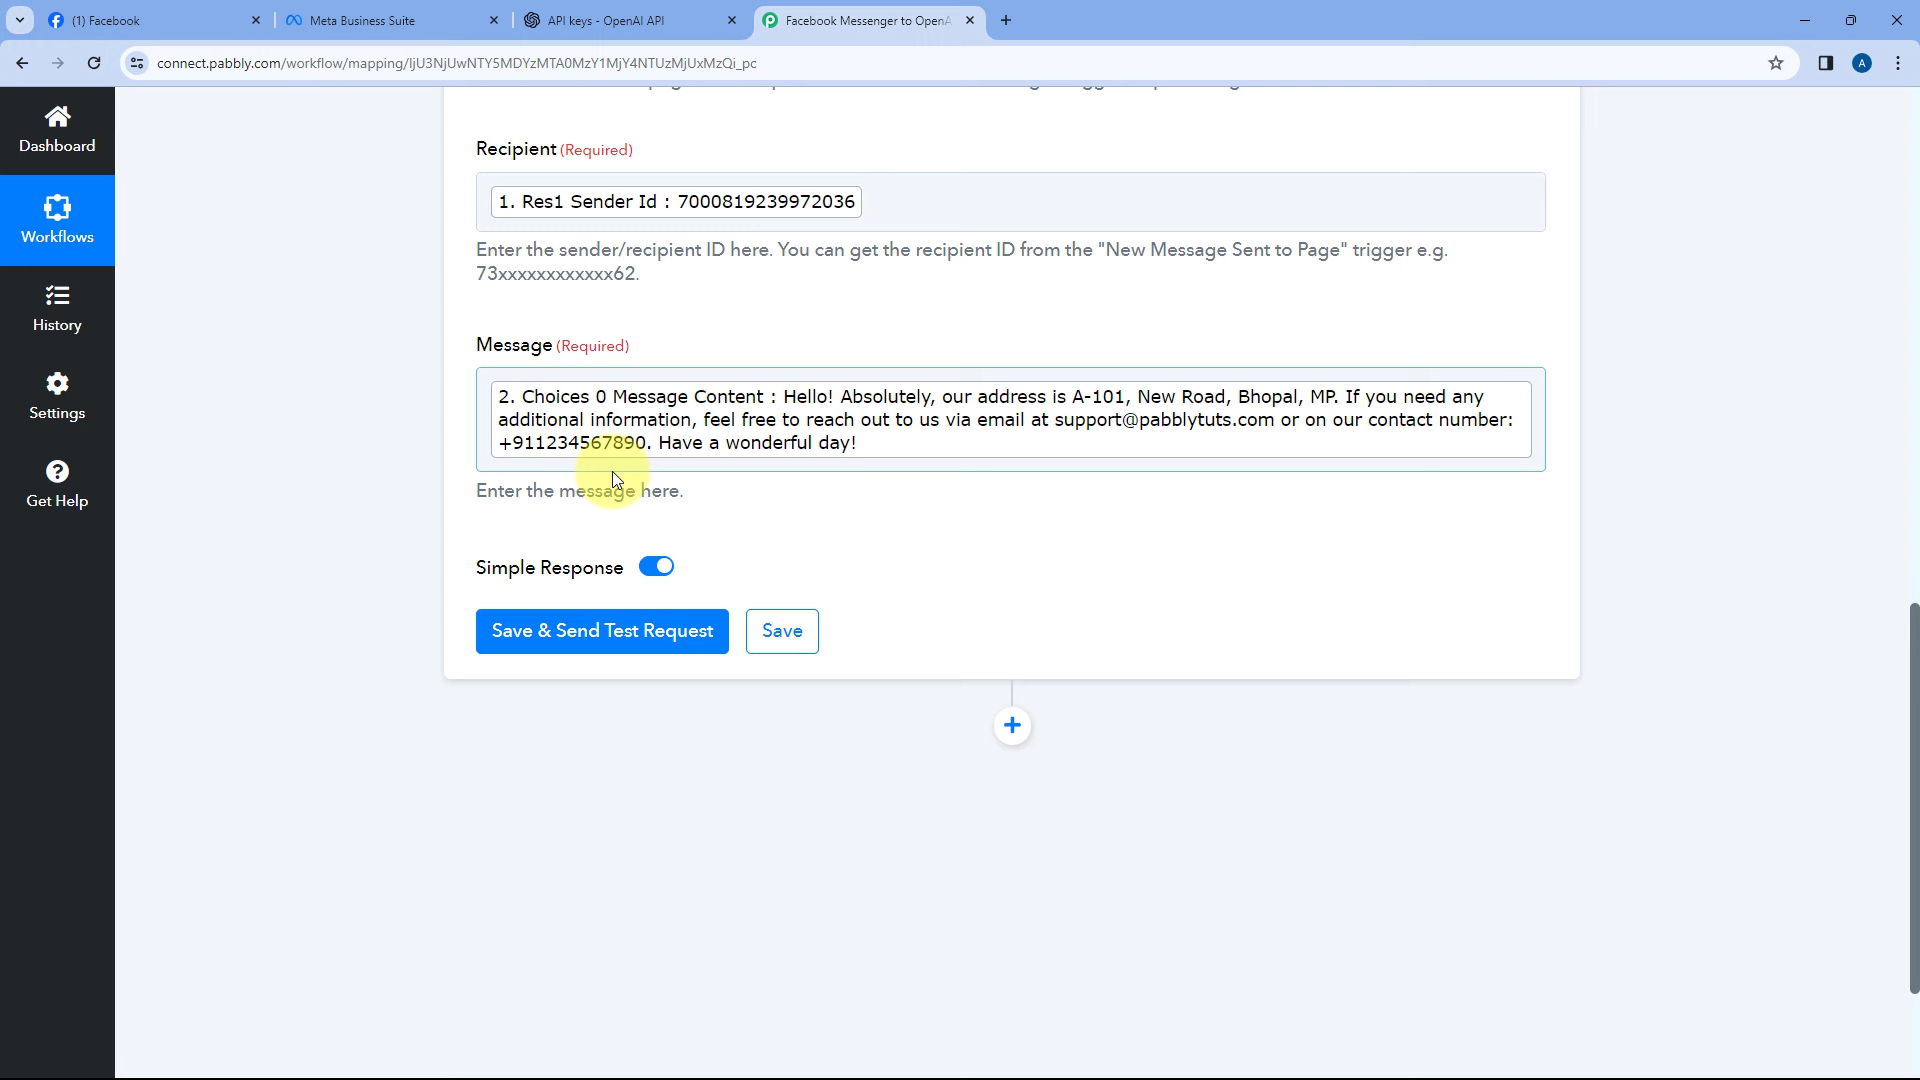 (1) Facebook
Meta Business Suite
API keys - OpenAI API
Facebook Messenger to OpenA
connect.pabbly.com/workflow/mapping/IjU3NjUwNTY5MDYzMTA0MzY1MjY4NTUzMjUxMzQi_pc
A
Dashboard
Workflows
History
Settings
Get Help
Recipient (Required)
1. Res1 Sender Id : 7000819239972036
Enter the sender/recipient ID here. You can get the recipient ID from the "New Message Sent to Page" trigger e.g.
73xxxxxxxxxxxx62.
Message (Required)
2. Choices 0 Message Content : Hello! Absolutely, our address is A-101, New Road, Bhopal, MP. If you need any
additional information, feel free to reach out to us via email at support@pabblytuts.com or on our contact number:
+911234567890. Have a wonderful day!
Enter the message here.
Simple Response
Save & Send Test Request
Save